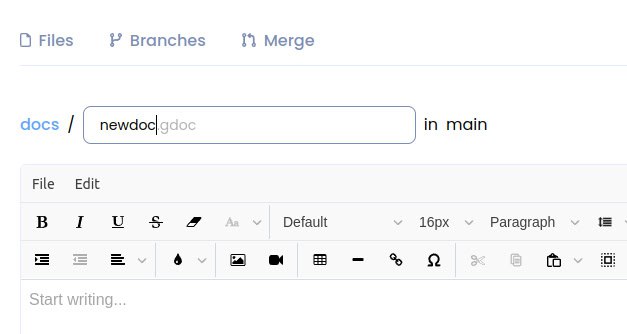 Files Branches Merge
docs / newdoc.gdoc in main
File Edit
B I U S Aa Default 16px Paragraph
Ω
Start writing...